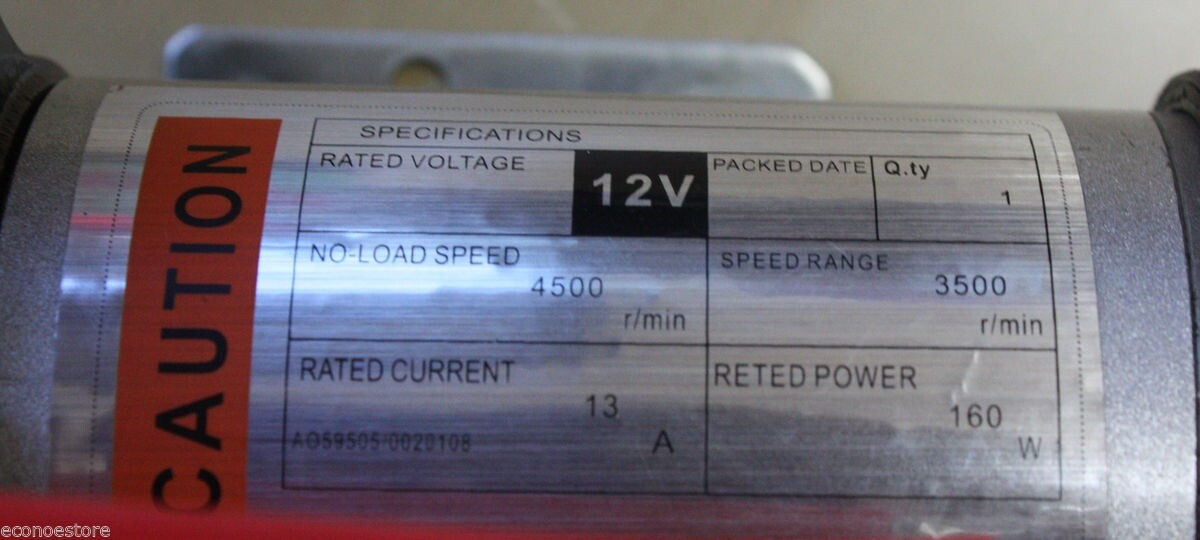 CAUTION
SPECIFICATIONS
RATED VOLTAGE 12V PACKED DATE Q.ty
1
NO-LOAD SPEED SPEED RANGE
4500 3500
r/min r/min
RATED CURRENT RETED POWER
13 160
A W
econoestore